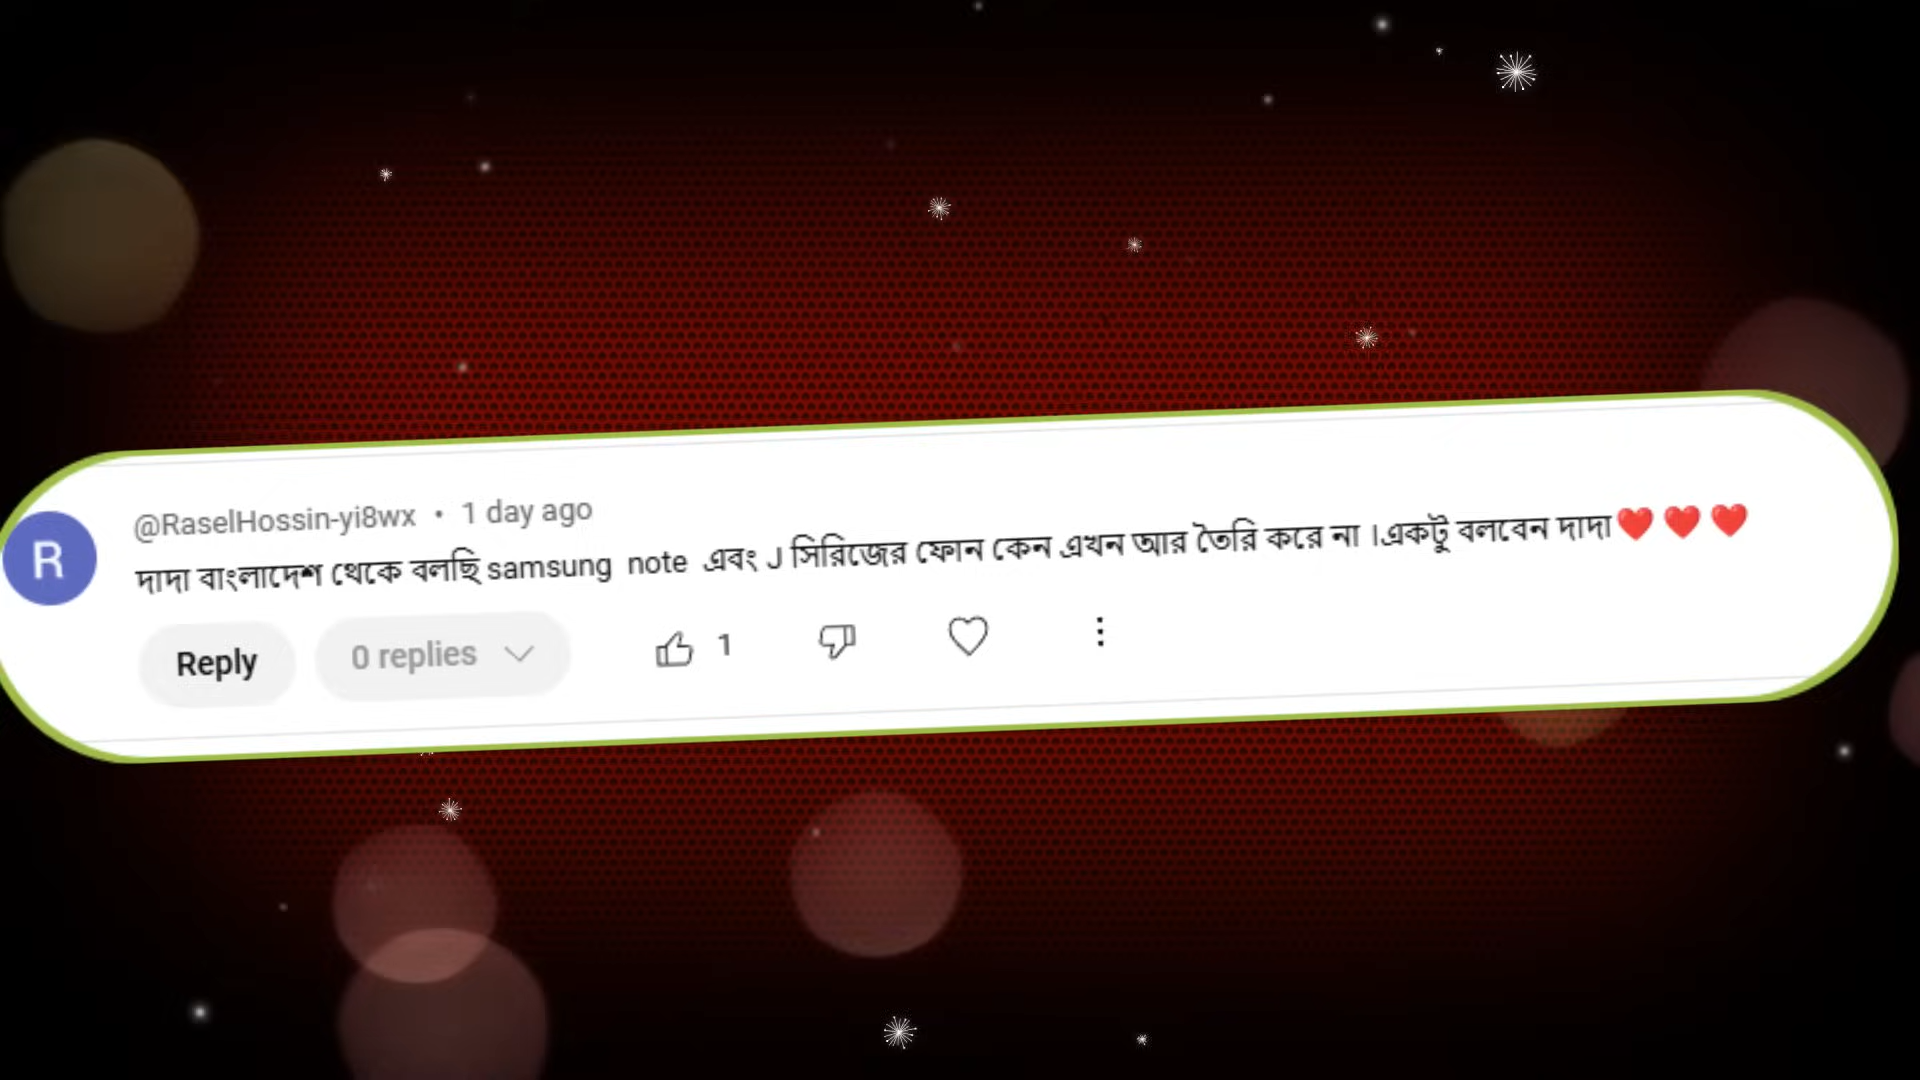 R
@RaselHossin-yi8wx • 1 day ago
দাদা বাংলাদেশ থেকে বলছি samsung note এবং J সিরিজের ফোন কেন এখন আর তৈরি করে না ।একটু বলবেন দাদা❤️❤️❤️
Reply 0 replies 1